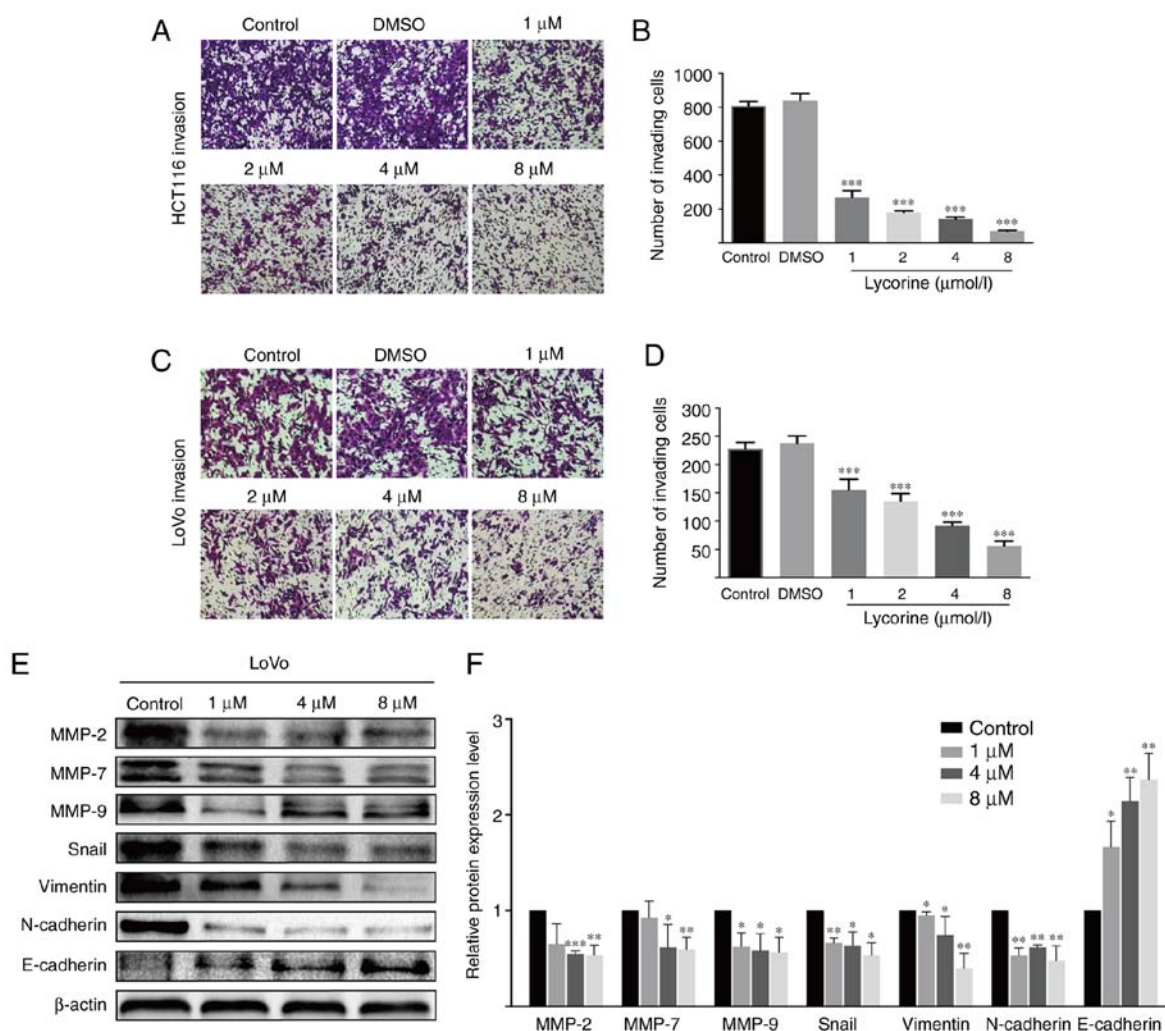 A
Control DMSO 1 μM
HCT116 invasion
2 μM 4 μM 8 μM
B
Number of invading cells
1000
800
600
400
200
*** *** *** ***
Control DMSO 1 2 4 8
Lycorine (μmol/l)
C
Control DMSO 1 μM
LoVo invasion
2 μM 4 μM 8 μM
D
Number of invading cells
300
250
200
150
100
50
*** *** *** ***
Control DMSO 1 2 4 8
Lycorine (μmol/l)
E
LoVo
Control 1 μM 4 μM 8 μM
MMP-2
MMP-7
MMP-9
Snail
Vimentin
N-cadherin
E-cadherin
β-actin
F
Relative protein expression level
3
2
1
0
Control
1 μM
4 μM
8 μM
*** ** * ** * * * ** * * * * ** ** ** ** * ** **
MMP-2 MMP-7 MMP-9 Snail Vimentin N-cadherin E-cadherin